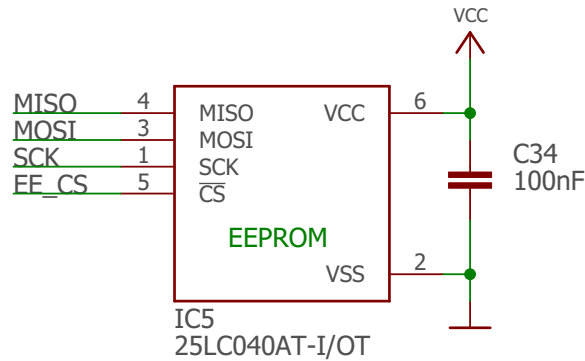 VCC
MISO 4 MISO VCC 6
MOSI 3 MOSI
SCK 1 SCK
EE_CS 5 CS
C34
100nF
EEPROM
VSS 2
IC5
25LC040AT-I/OT